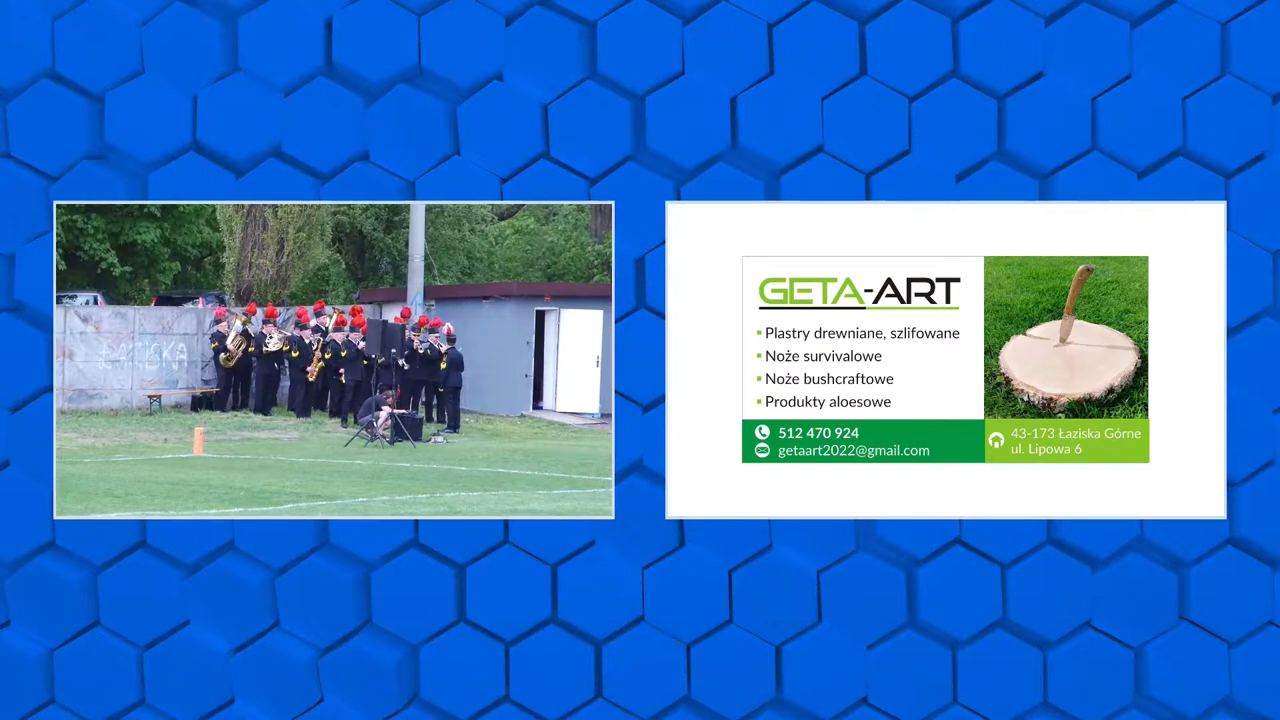 GETA-ART
Plastry drewniane, szlifowane
Noże survivalowe
Noże bushcraftowe
Produkty aloesowe
512 470 924
getaart2022@gmail.com
43-173 Łaziska Górne
ul. Lipowa 6